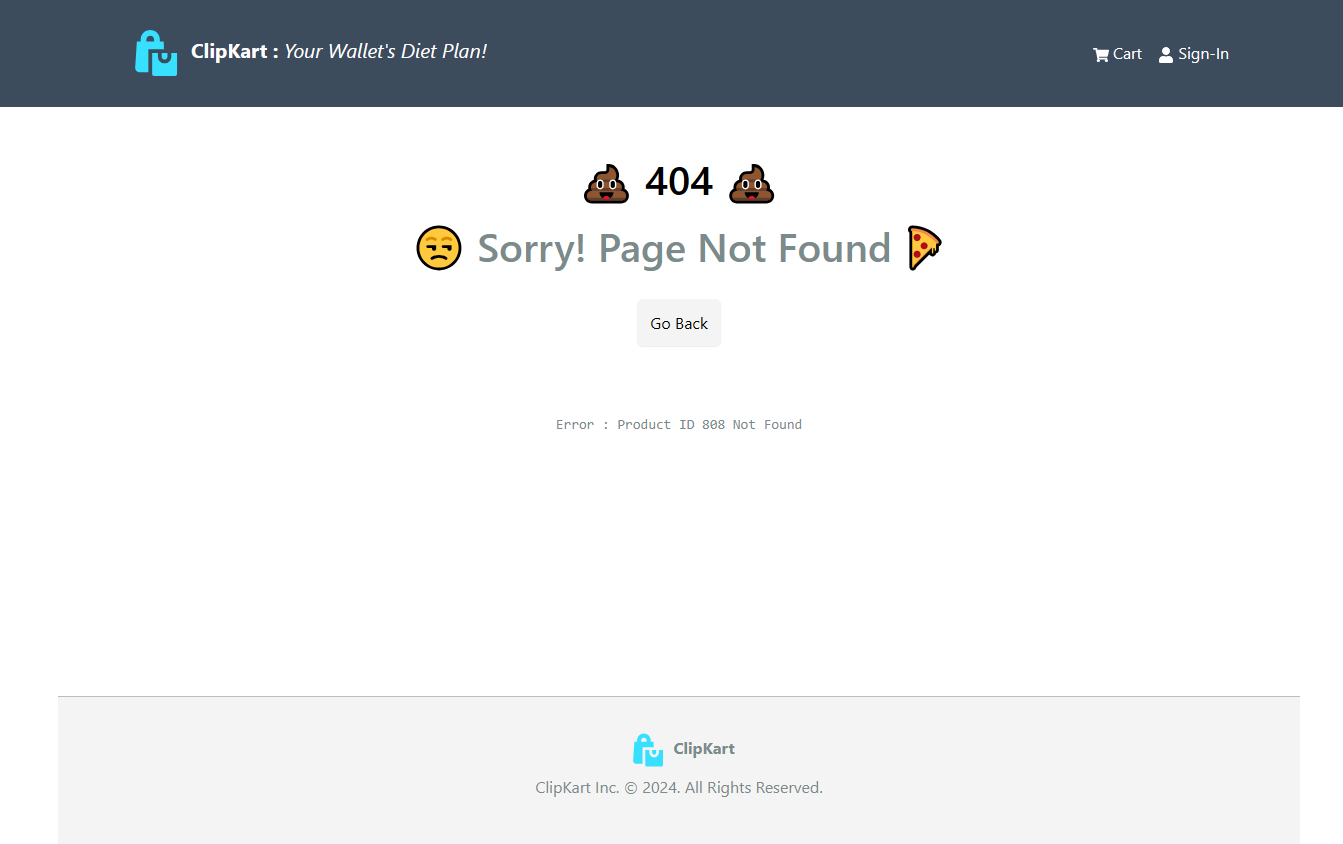 ClipKart : Your Wallet's Diet Plan!
Cart Sign-In
💩 404 💩
😒 Sorry! Page Not Found 🍕
Go Back
Error : Product ID 808 Not Found
ClipKart
ClipKart Inc. © 2024. All Rights Reserved.